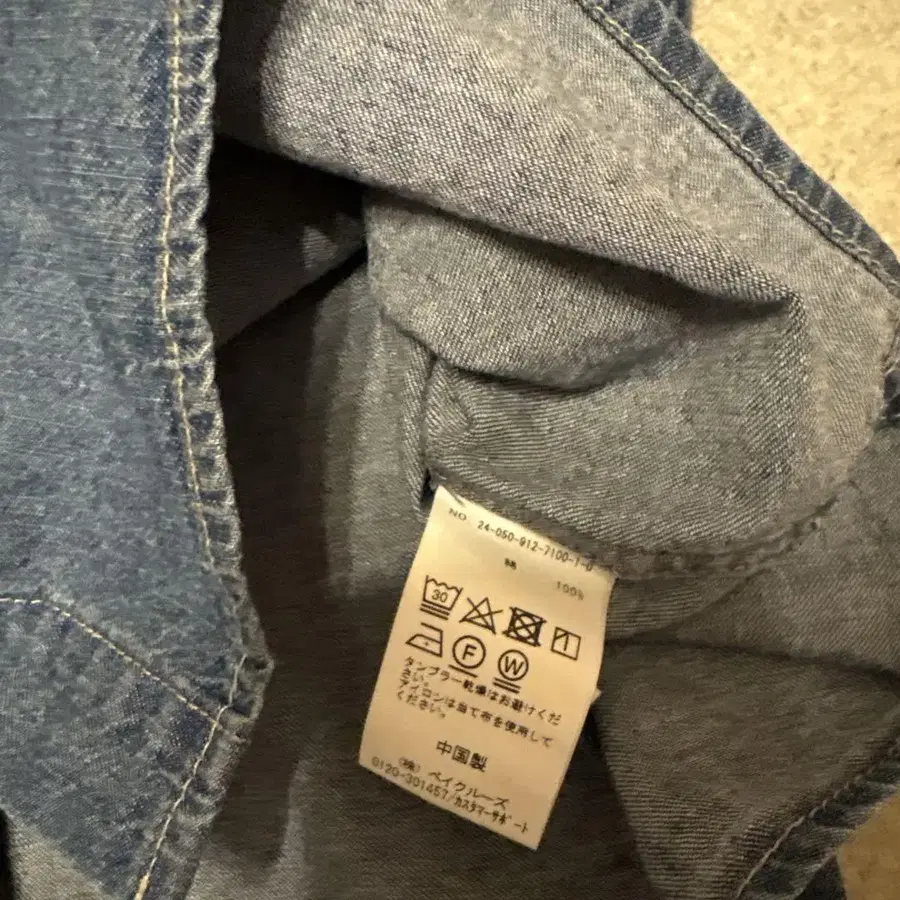 NO. 24-050-912-7100-1-0
綿 100%
30
F W
タンブラー乾燥はお避けくだ
さい。
アイロンは当て布を使用して
ください。
中国製
(株) ベイクルーズ
0120-301457/カスタマーサポート